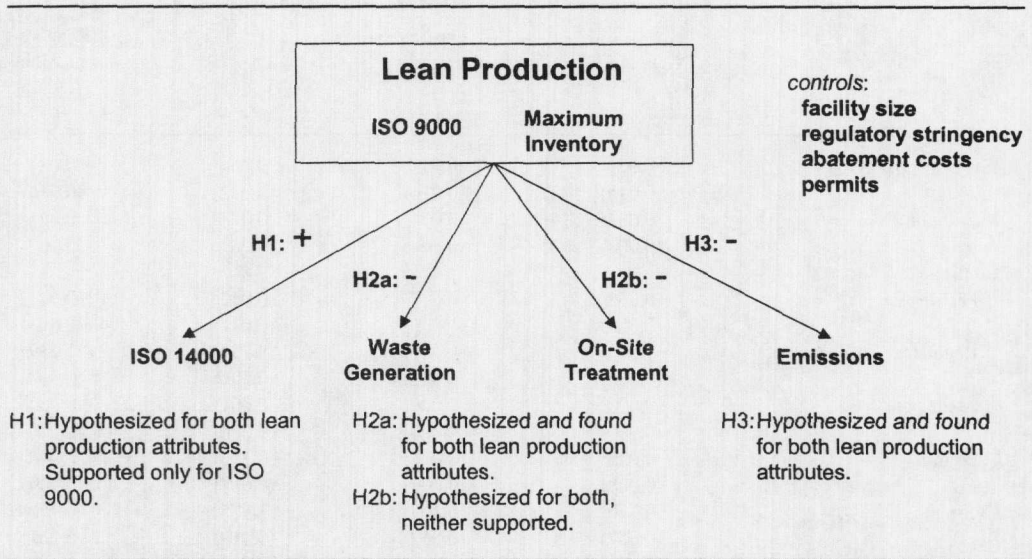 Lean Production
ISO 9000
Maximum
Inventory
controls:
facility size
regulatory stringency
abatement costs
permits
H1: +
H2a: -
H2b: -
H3: -
ISO 14000
Waste
Generation
On-Site
Treatment
Emissions
H1: Hypothesized for both lean
production attributes.
Supported only for ISO
9000.
H2a: Hypothesized and found
for both lean production
attributes.
H2b: Hypothesized for both,
neither supported.
H3: Hypothesized and found
for both lean production
attributes.